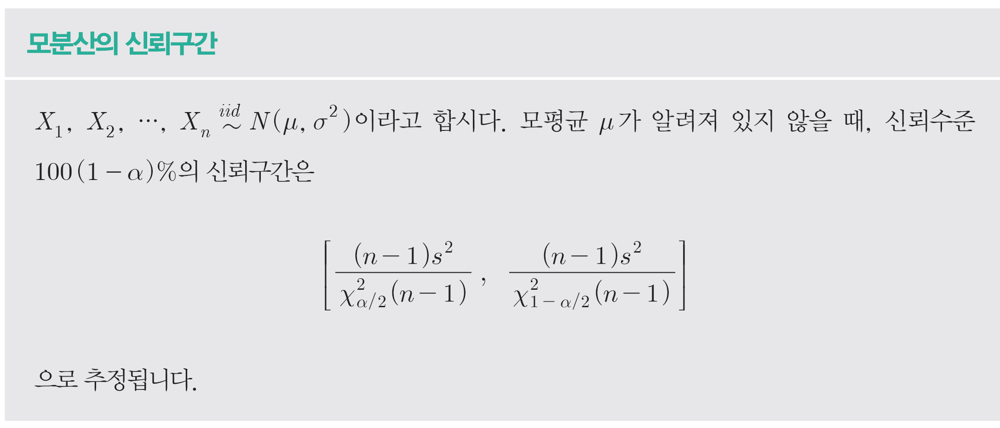 모분산의 신뢰구간
$X_1, X_2, \cdots, X_n \overset{iid}{\sim} N(\mu, \sigma^2)$이라고 합시다. 모평균 $\mu$가 알려져 있지 않을 때, 신뢰수준
$100(1-\alpha)\%$의 신뢰구간은
$\left[ \frac{(n-1)s^2}{\chi^2_{\alpha/2}(n-1)}, \frac{(n-1)s^2}{\chi^2_{1-\alpha/2}(n-1)} \right]$
으로 추정됩니다.